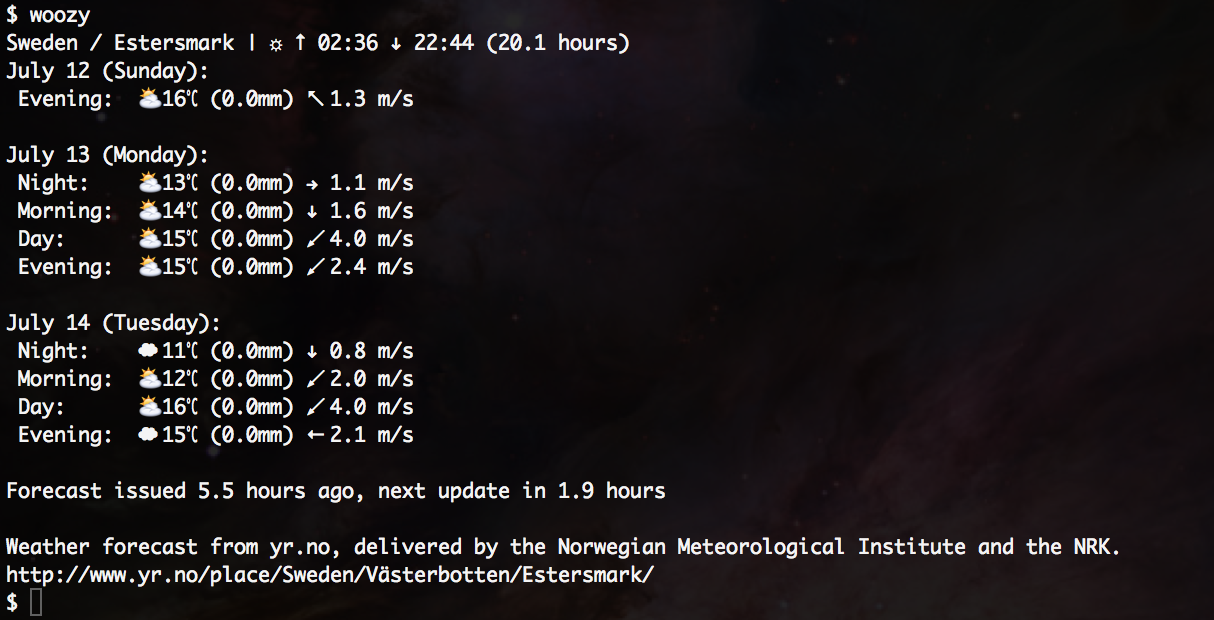 $ woozy
Sweden / Estersmark | ☼ ↑ 02:36 ↓ 22:44 (20.1 hours)
July 12 (Sunday):
Evening: ⛅16℃ (0.0mm) ↖1.3 m/s
July 13 (Monday):
Night: ⛅13℃ (0.0mm) → 1.1 m/s
Morning: ⛅14℃ (0.0mm) ↓ 1.6 m/s
Day: ⛅15℃ (0.0mm) ↙4.0 m/s
Evening: ⛅15℃ (0.0mm) ↙2.4 m/s
July 14 (Tuesday):
Night: ☁11℃ (0.0mm) ↓ 0.8 m/s
Morning: ⛅12℃ (0.0mm) ↙2.0 m/s
Day: ⛅16℃ (0.0mm) ↙4.0 m/s
Evening: ☁15℃ (0.0mm) ←2.1 m/s
Forecast issued 5.5 hours ago, next update in 1.9 hours
Weather forecast from yr.no, delivered by the Norwegian Meteorological Institute and the NRK.
http://www.yr.no/place/Sweden/Västerbotten/Estersmark/
$